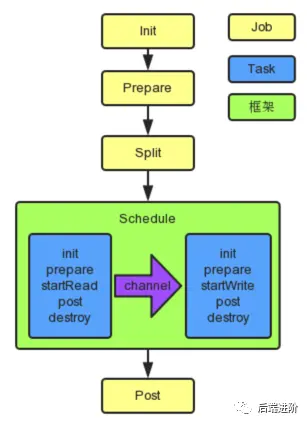 Init
Job
Task
Prepare
框架
Split
Schedule
init
prepare
startRead
post
destroy
channel
init
prepare
startWrite
post
destroy
Post
后端进阶